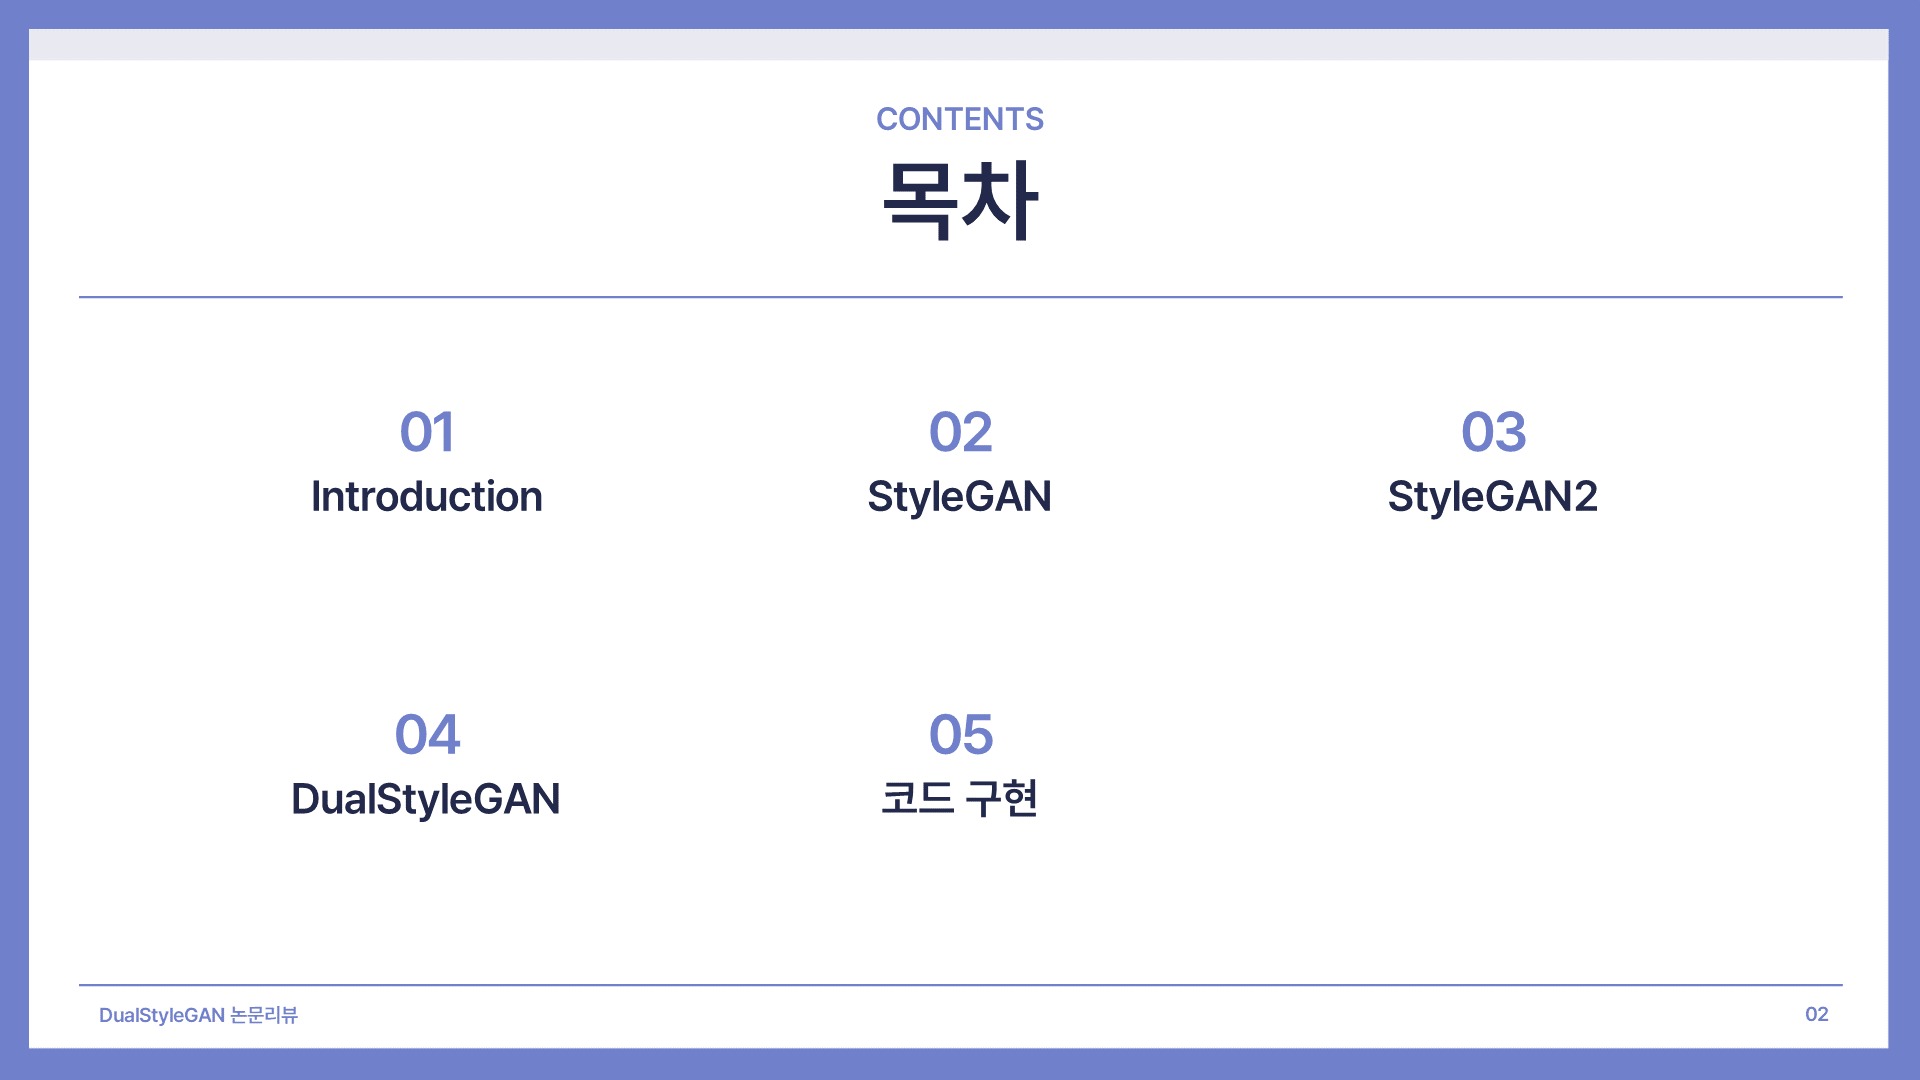 CONTENTS
목차
01
Introduction
02
StyleGAN
03
StyleGAN2
04
DualStyleGAN
05
코드 구현
DualStyleGAN 논문리뷰
02